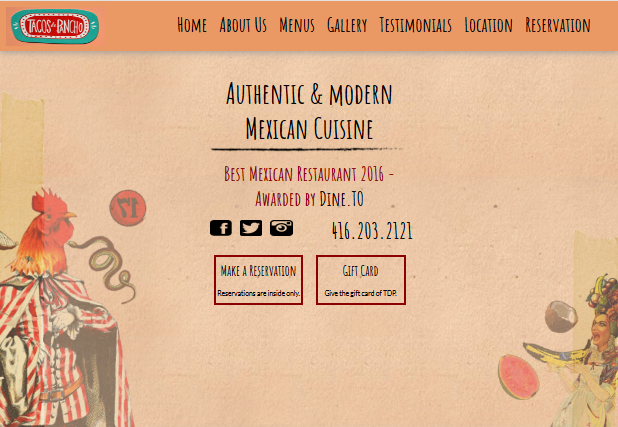 TACOS de PANCHO
Home About Us Menus Gallery Testimonials Location Reservation
Authentic & modern
Mexican Cuisine
Best Mexican Restaurant 2016 -
Awarded by Dine.TO
416.203.2121
17
Make a Reservation Gift Card
Reservations are inside only. Give the gift card of TDP.